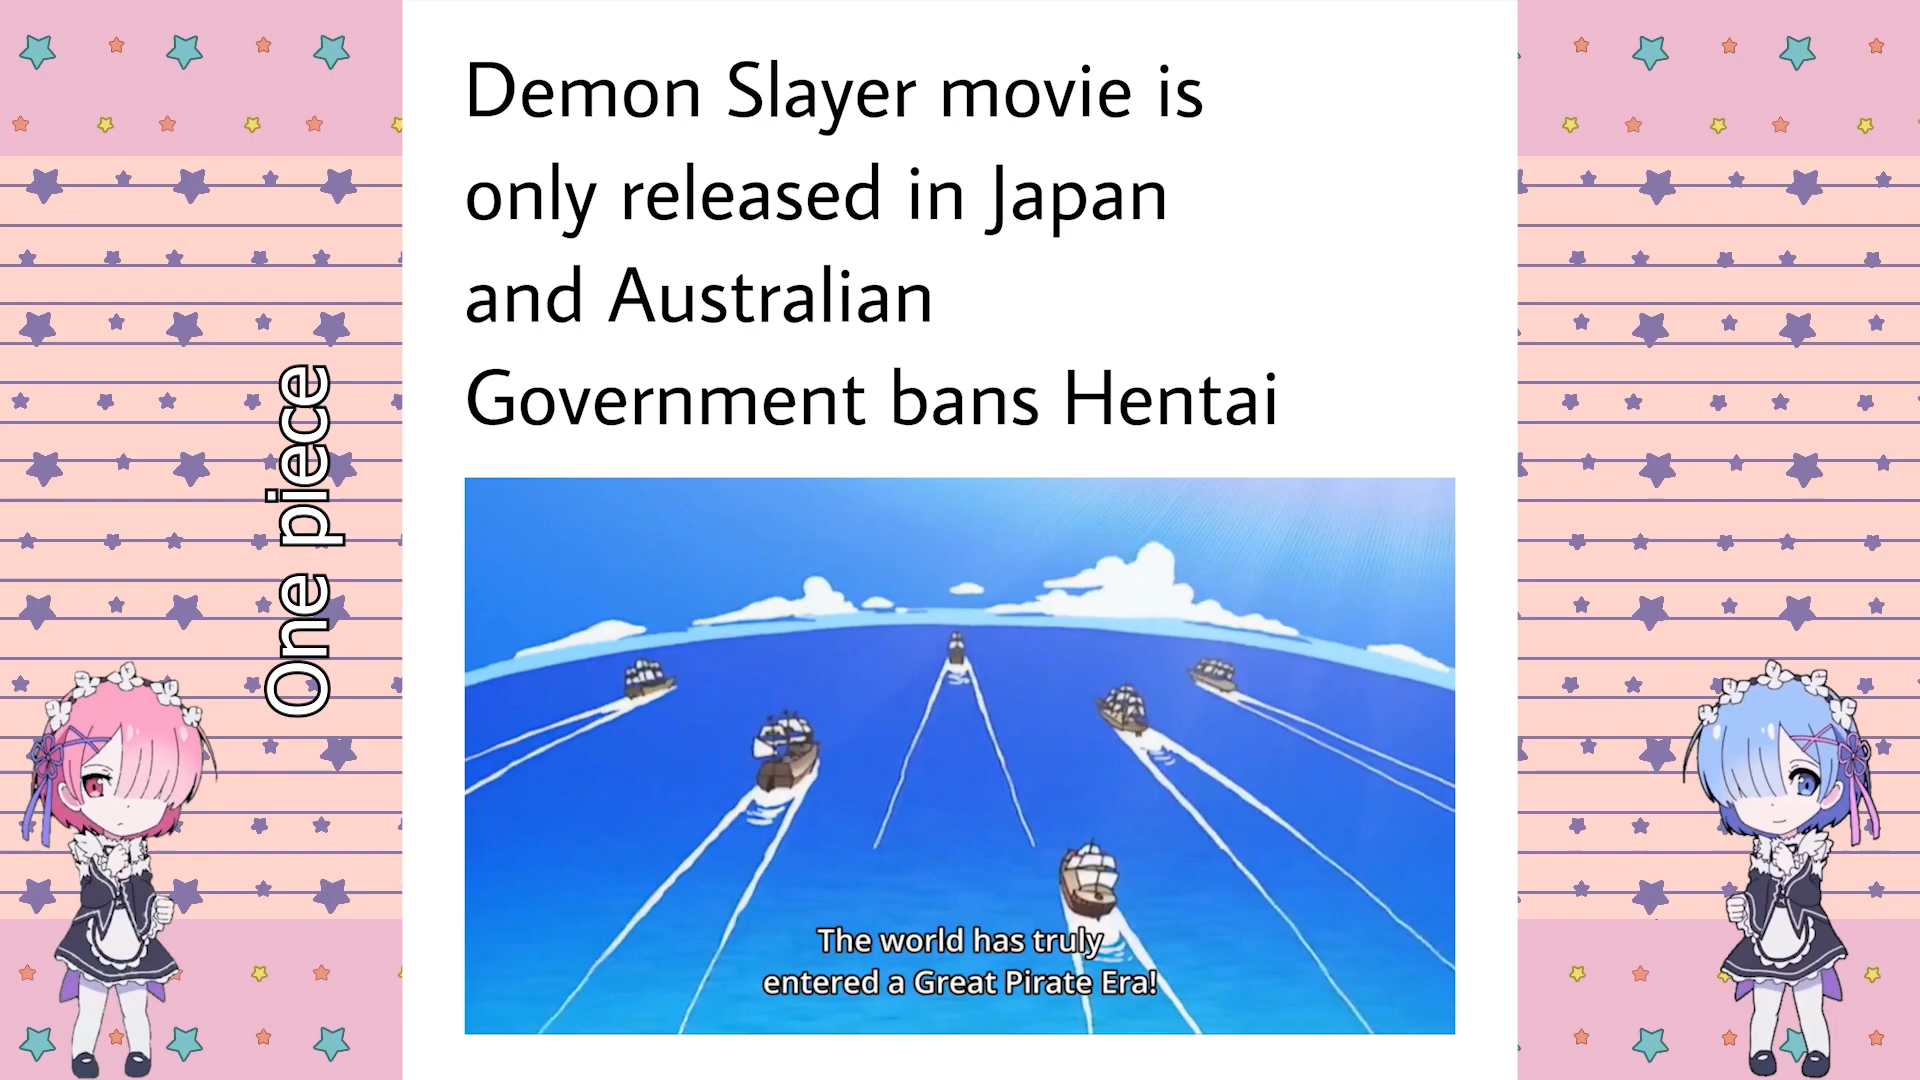 Demon Slayer movie is
only released in Japan
and Australian
Government bans Hentai
One piece
The world has truly
entered a Great Pirate Era!